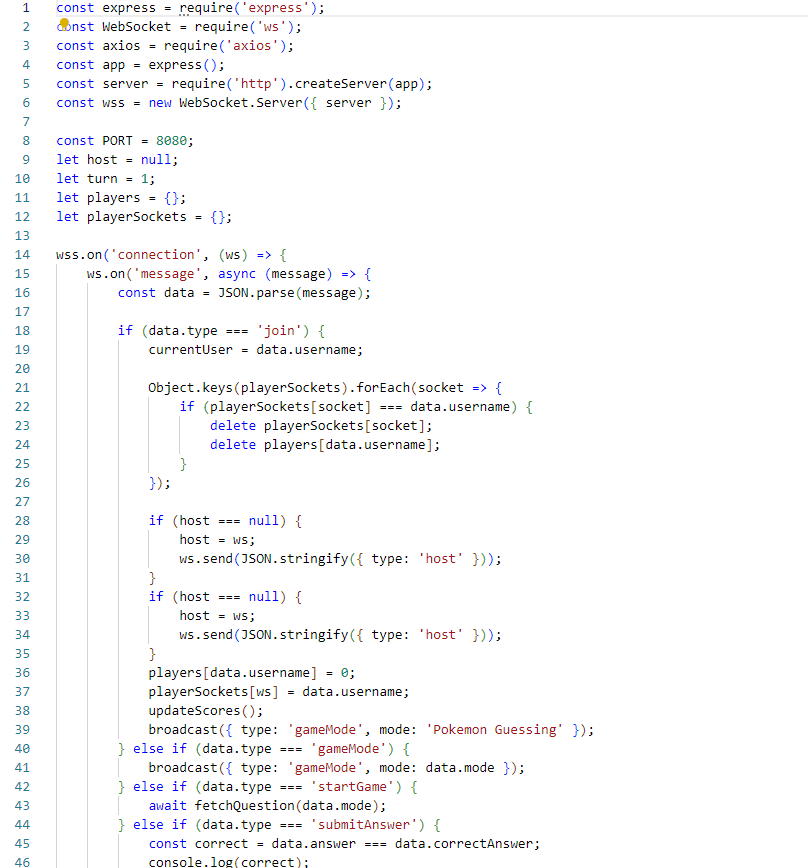 1 const express = require('express');
2 const WebSocket = require('ws');
3 const axios = require('axios');
4 const app = express();
5 const server = require('http').createServer(app);
6 const wss = new WebSocket.Server({ server });
7
8 const PORT = 8080;
9 let host = null;
10 let turn = 1;
11 let players = {};
12 let playerSockets = {};
13
14 wss.on('connection', (ws) => {
15     ws.on('message', async (message) => {
16         const data = JSON.parse(message);
17
18         if (data.type === 'join') {
19             currentUser = data.username;
20
21             Object.keys(playerSockets).forEach(socket => {
22                 if (playerSockets[socket] === data.username) {
23                     delete playerSockets[socket];
24                     delete players[data.username];
25                 }
26             });
27
28             if (host === null) {
29                 host = ws;
30                 ws.send(JSON.stringify({ type: 'host' }));
31             }
32             if (host === null) {
33                 host = ws;
34                 ws.send(JSON.stringify({ type: 'host' }));
35             }
36             players[data.username] = 0;
37             playerSockets[ws] = data.username;
38             updateScores();
39             broadcast({ type: 'gameMode', mode: 'Pokemon Guessing' });
40         } else if (data.type === 'gameMode') {
41             broadcast({ type: 'gameMode', mode: data.mode });
42         } else if (data.type === 'startGame') {
43             await fetchQuestion(data.mode);
44         } else if (data.type === 'submitAnswer') {
45             const correct = data.answer === data.correctAnswer;
46             console.log(correct);